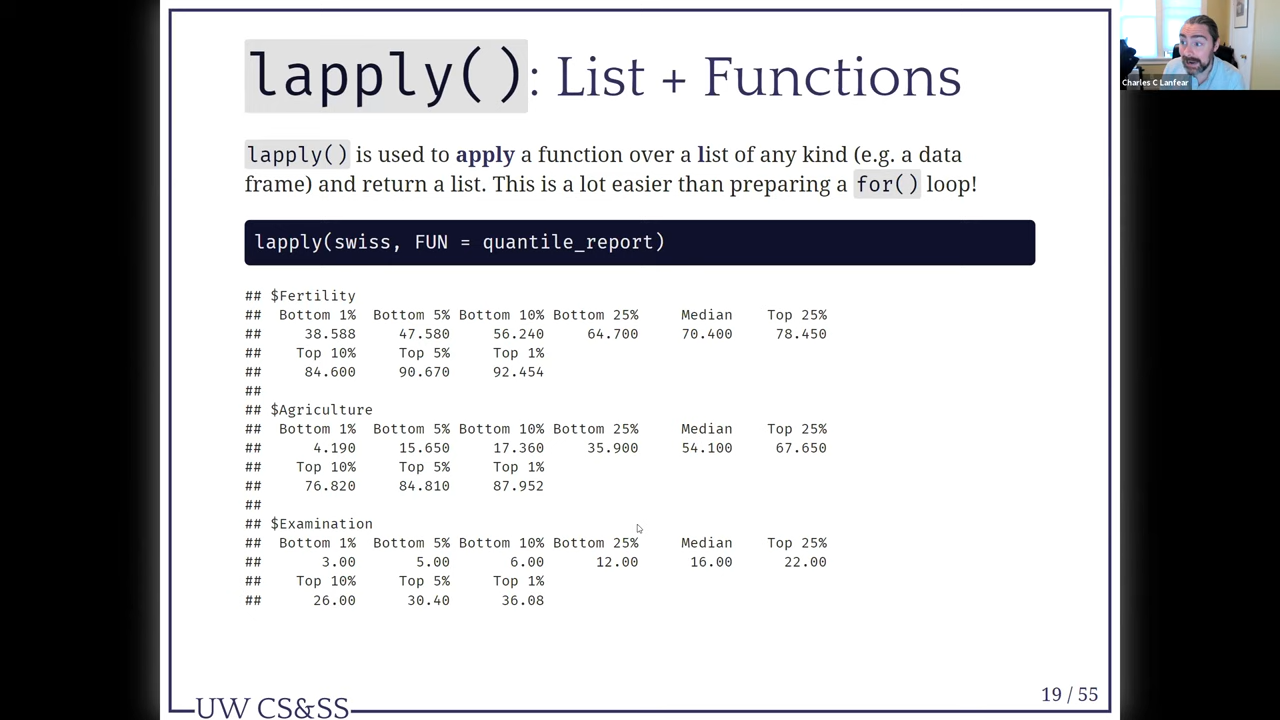 lapply(): List + Functions
Charles C Lanfear
lapply() is used to apply a function over a list of any kind (e.g. a data
frame) and return a list. This is a lot easier than preparing a for() loop!
lapply(swiss, FUN = quantile_report)
## $Fertility
## Bottom 1% Bottom 5% Bottom 10% Bottom 25% Median Top 25%
## 38.588 47.580 56.240 64.700 70.400 78.450
## Top 10% Top 5% Top 1%
## 84.600 90.670 92.454
##
## $Agriculture
## Bottom 1% Bottom 5% Bottom 10% Bottom 25% Median Top 25%
## 4.190 15.650 17.360 35.900 54.100 67.650
## Top 10% Top 5% Top 1%
## 76.820 84.810 87.952
##
## $Examination
## Bottom 1% Bottom 5% Bottom 10% Bottom 25% Median Top 25%
## 3.00 5.00 6.00 12.00 16.00 22.00
## Top 10% Top 5% Top 1%
## 26.00 30.40 36.08
UW CS&SS
19 / 55